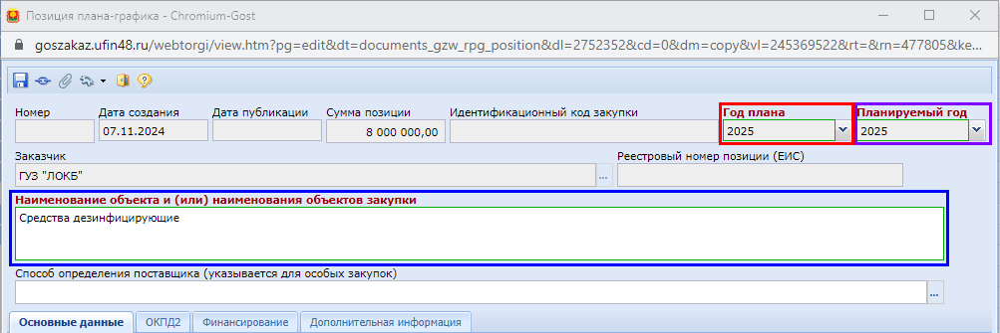 Позиция плана-графика - Chromium-Gost
goszakaz.ufin48.ru/webtorgi/view.htm?pg=edit&dt=documents_gzw_rpg_position&dl=2752352&cd=0&dm=copy&vl=245369522&rt=&rn=477805&ke...
Номер Дата создания Дата публикации Сумма позиции Идентификационный код закупки Год плана Планируемый год
07.11.2024 8 000 000,00 2025 2025
Заказчик Реестровый номер позиции (ЕИС)
ГУЗ "ЛОКБ" ...
Наименование объекта и (или) наименования объектов закупки
Средства дезинфицирующие
Способ определения поставщика (указывается для особых закупок)
...
Основные данные ОКПД2 Финансирование Дополнительная информация